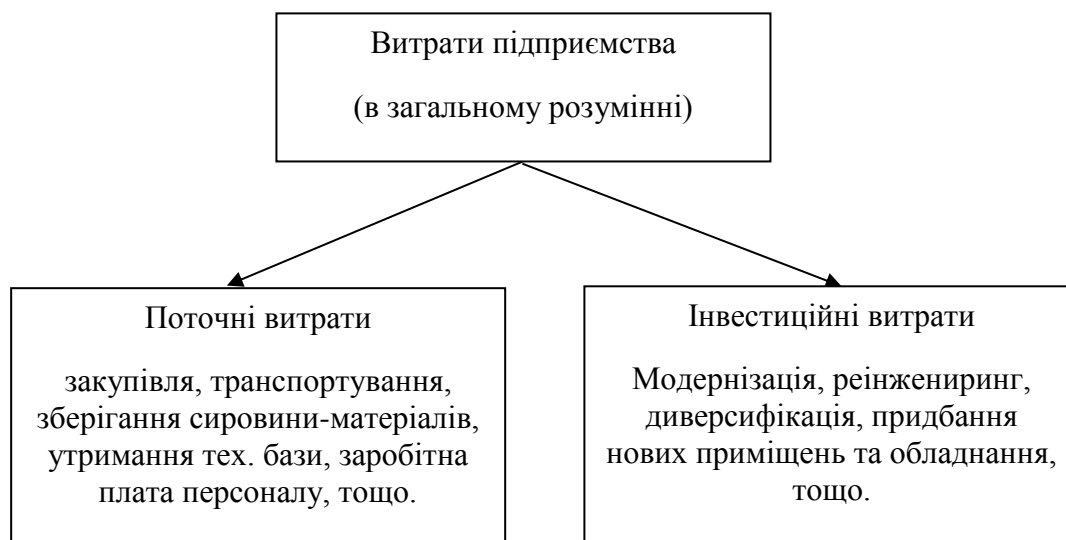 Витрати підприємства
(в загальному розумінні)
Поточні витрати
закупівля, транспортування,
зберігання сировини-матеріалів,
утримання тех. бази, заробітна
плата персоналу, тощо.
Інвестиційні витрати
Модернізація, реінжениринг,
диверсифікація, придбання
нових приміщень та обладнання,
тощо.